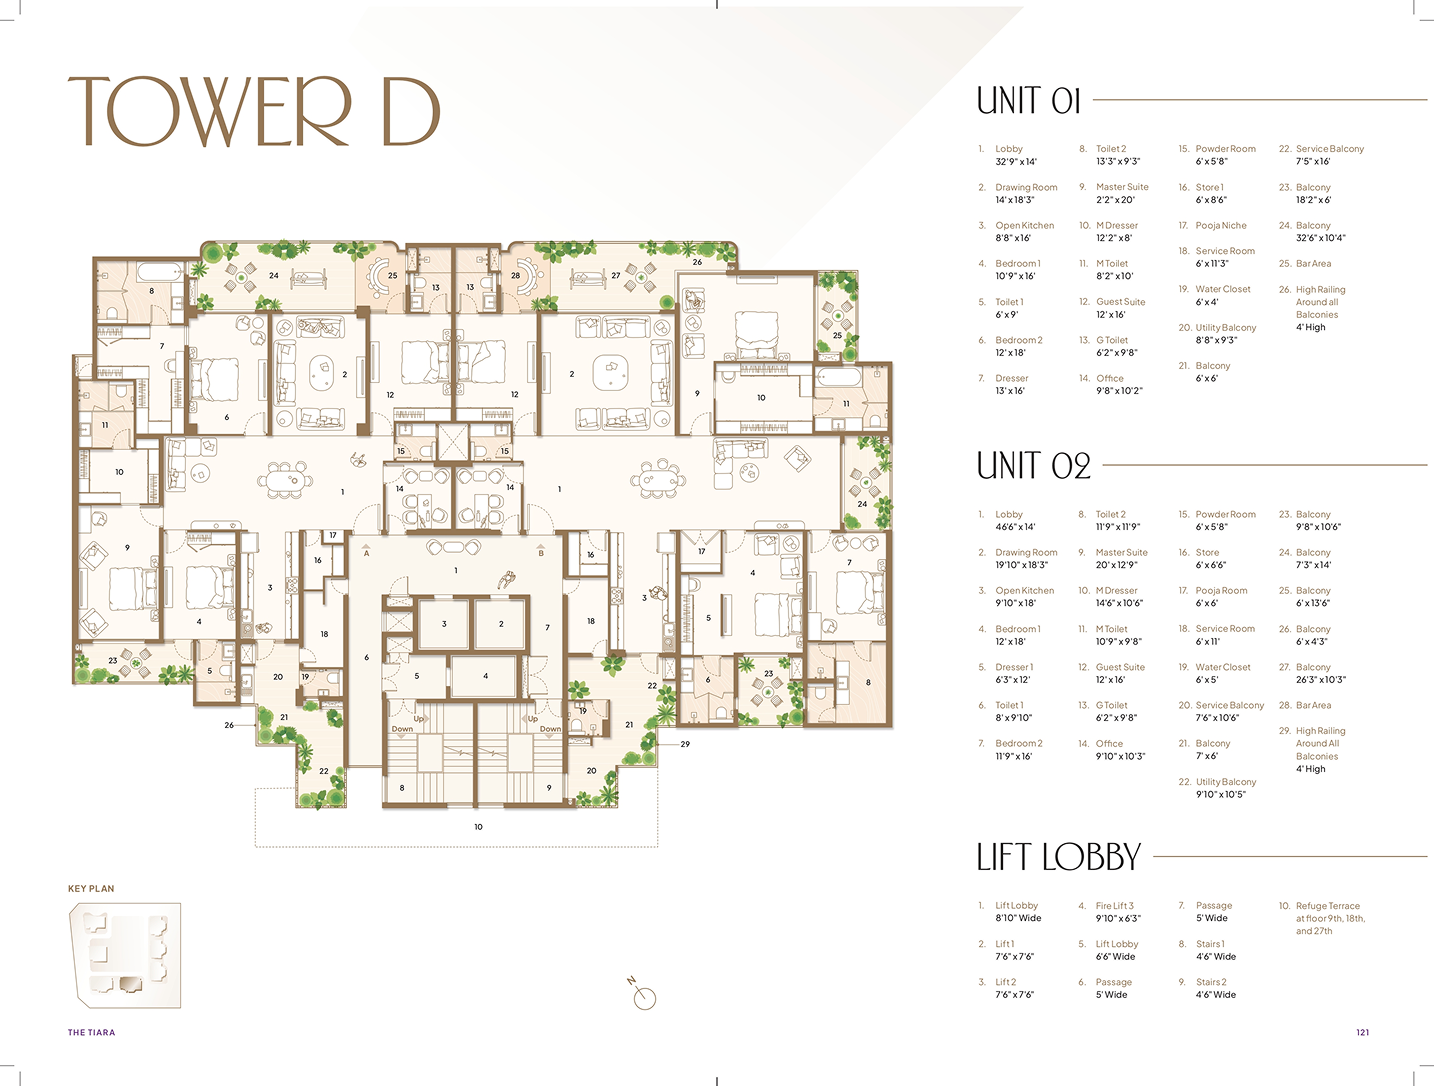 TOWER D
UNIT 01
1. Lobby
32'9" x 14'
2. Drawing Room
14' x 18'3"
3. Open Kitchen
8'8" x 16'
4. Bedroom 1
10'9" x 16'
5. Toilet 1
6' x 9'
6. Bedroom 2
12' x 18'
7. Dresser
13' x 16'
8. Toilet 2
13'3" x 9'3"
9. Master Suite
2'2" x 20'
10. M Dresser
12'2" x 8'
11. M Toilet
8'2" x 10'
12. Guest Suite
12' x 16'
13. G Toilet
6'2" x 9'8"
14. Office
9'8" x 10'2"
15. Powder Room
6' x 5'8"
16. Store 1
6' x 8'6"
17. Pooja Niche
18. Service Room
6' x 11'3"
19. Water Closet
6' x 4'
20. Utility Balcony
8'8" x 9'3"
21. Balcony
6' x 6'
22. Service Balcony
7'5" x 16'
23. Balcony
18'2" x 6'
24. Balcony
32'6" x 10'4"
25. Bar Area
26. High Railing
Around all
Balconies
4' High
UNIT 02
1. Lobby
46'6" x 14'
2. Drawing Room
19'10" x 18'3"
3. Open Kitchen
9'10" x 18'
4. Bedroom 1
12' x 18'
5. Dresser 1
6'3" x 12'
6. Toilet 1
8' x 9'10"
7. Bedroom 2
11'9" x 16'
8. Toilet 2
11'9" x 11'9"
9. Master Suite
20' x 12'9"
10. M Dresser
14'6" x 10'6"
11. M Toilet
10'9" x 9'8"
12. Guest Suite
12' x 16'
13. G Toilet
6'2" x 9'8"
14. Office
9'10" x 10'3"
15. Powder Room
6' x 5'8"
16. Store
6' x 6'6"
17. Pooja Room
6' x 6'
18. Service Room
6' x 11'
19. Water Closet
6' x 5'
20. Service Balcony
7'6" x 10'6"
21. Balcony
7' x 6'
22. Utility Balcony
9'10" x 10'5"
23. Balcony
9'8" x 10'6"
24. Balcony
7'3" x 14'
25. Balcony
6' x 13'6"
26. Balcony
6' x 4'3"
27. Balcony
26'3" x 10'3"
28. Bar Area
29. High Railing
Around All
Balconies
4' High
LIFT LOBBY
1. Lift Lobby
8'10" Wide
2. Lift 1
7'6" x 7'6"
3. Lift 2
7'6" x 7'6"
4. Fire Lift 3
9'10" x 6'3"
5. Lift Lobby
6'6" Wide
6. Passage
5' Wide
7. Passage
5' Wide
8. Stairs 1
4'6" Wide
9. Stairs 2
4'6" Wide
10. Refuge Terrace
at floor 9th, 18th,
and 27th
26
24 25 28 27
8 13 13
25
7
2 2
12 12 9 10 11
6
11
15 15
10
14 14
1 1
24
17
A B
9 16 1 16 17
4 7
3 3
4 18 3 2 7 18 5
6
23 5 20 19 5 4 22 6 23 8
19
26 21 Up Up 21
Down Down
29
22 8 9 20
10
KEY PLAN
N
THE TIARA
121